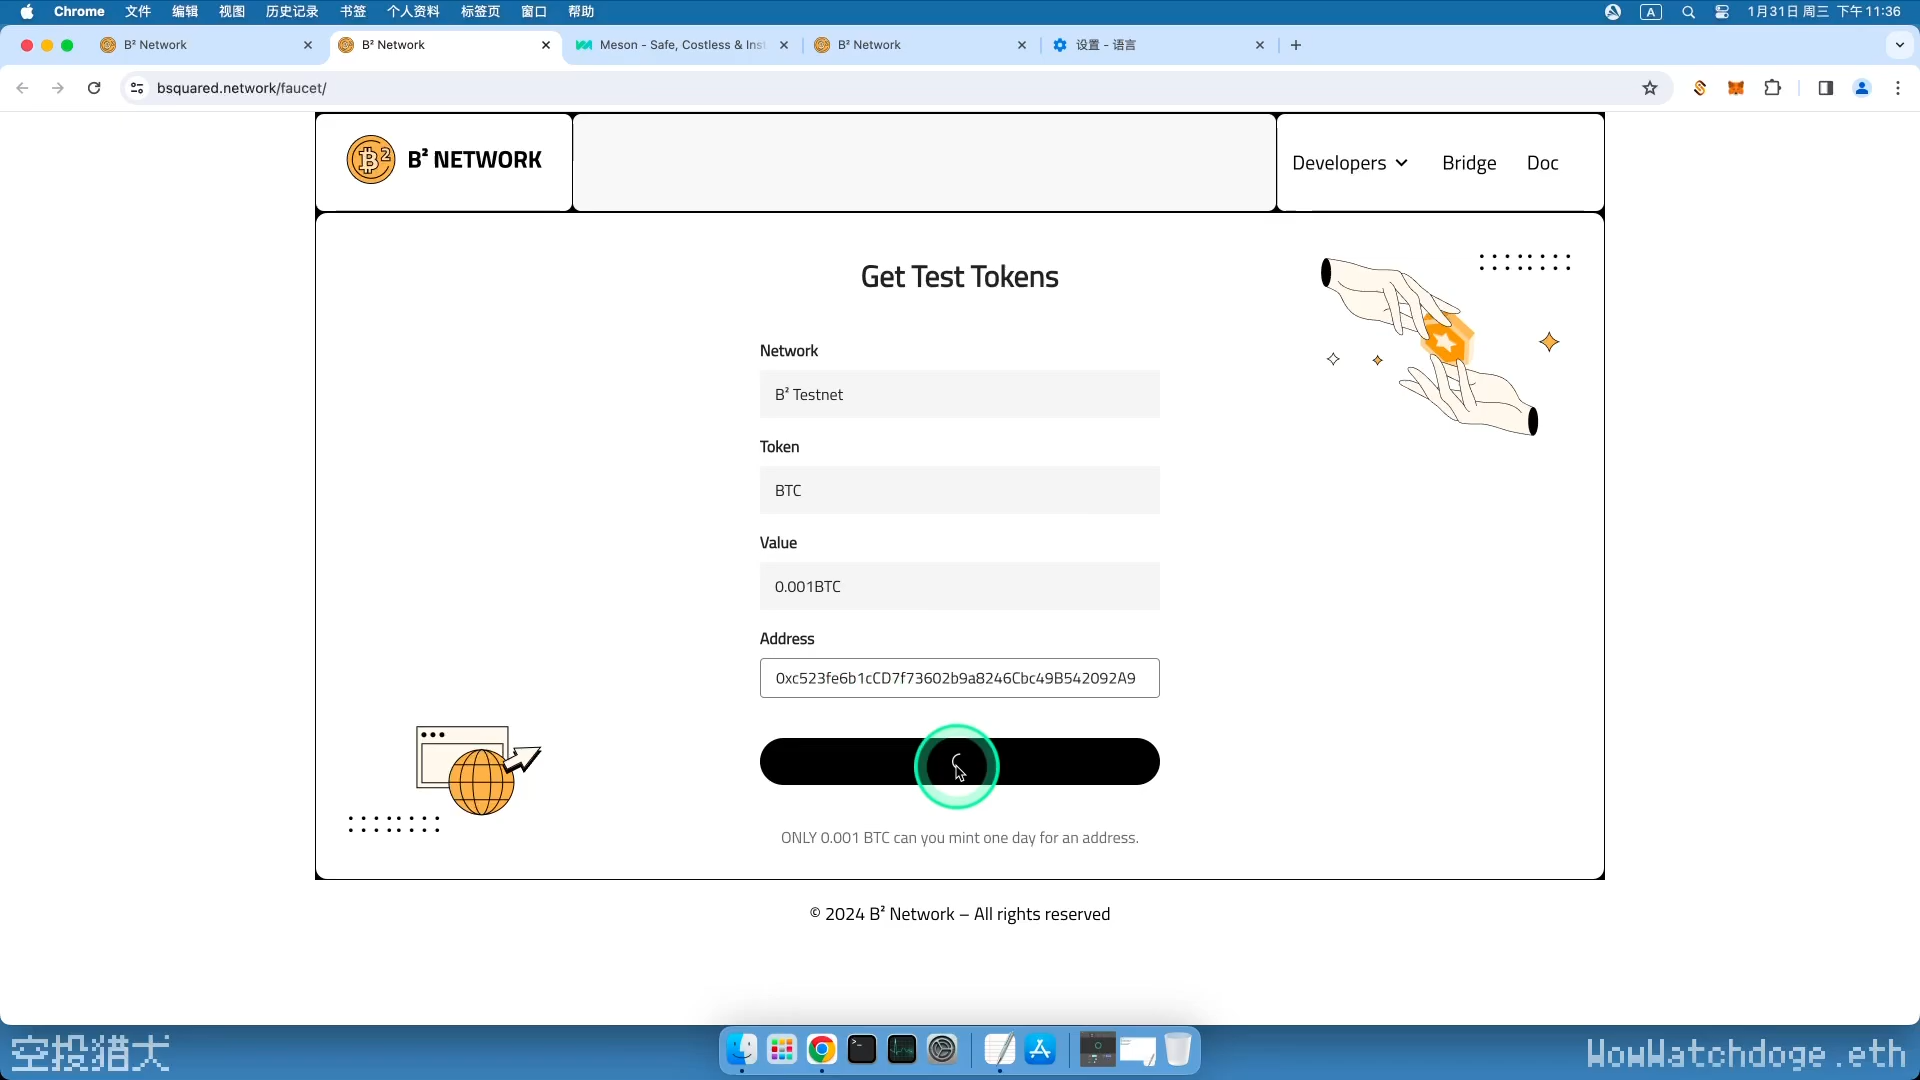 Chrome 文件 编辑 视图 历史记录 书签 个人资料 标签页 窗口 帮助 A 1月31日 周三 下午11:36
B² Network B² Network Meson - Safe, Costless & Inst B² Network 设置 - 语言
bsquared.network/faucet/
B² NETWORK Developers Bridge Doc
Get Test Tokens
Network
B² Testnet
Token
BTC
Value
0.001BTC
Address
0xc523fe6b1cCD7f73602b9a8246Cbc49B542092A9
ONLY 0.001 BTC can you mint one day for an address.
© 2024 B² Network – All rights reserved
空投猎犬 WowWatchdoge.eth